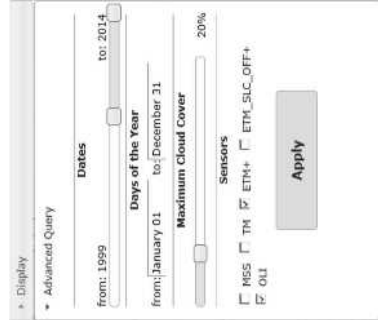 Display
Advanced Query
Dates
from: 1999 to: 2014
Days of the Year
from: January 01 to: December 31
Maximum Cloud Cover
20%
Sensors
MSS TM ETM+ ETM_SLC_OFF+
OLI
Apply